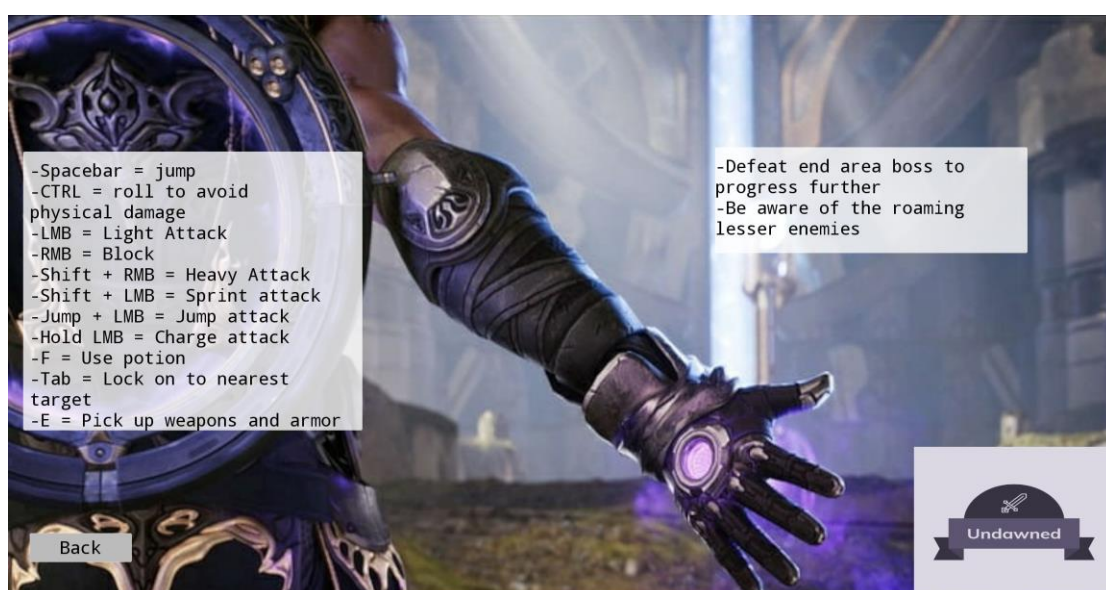 -Spacebar = jump
-CTRL = roll to avoid
physical damage
-LMB = Light Attack
-RMB = Block
-Shift + RMB = Heavy Attack
-Shift + LMB = Sprint attack
-Jump + LMB = Jump attack
-Hold LMB = Charge attack
-F = Use potion
-Tab = Lock on to nearest
target
-E = Pick up weapons and armor
-Defeat end area boss to
progress further
-Be aware of the roaming
lesser enemies
Back
Undawned